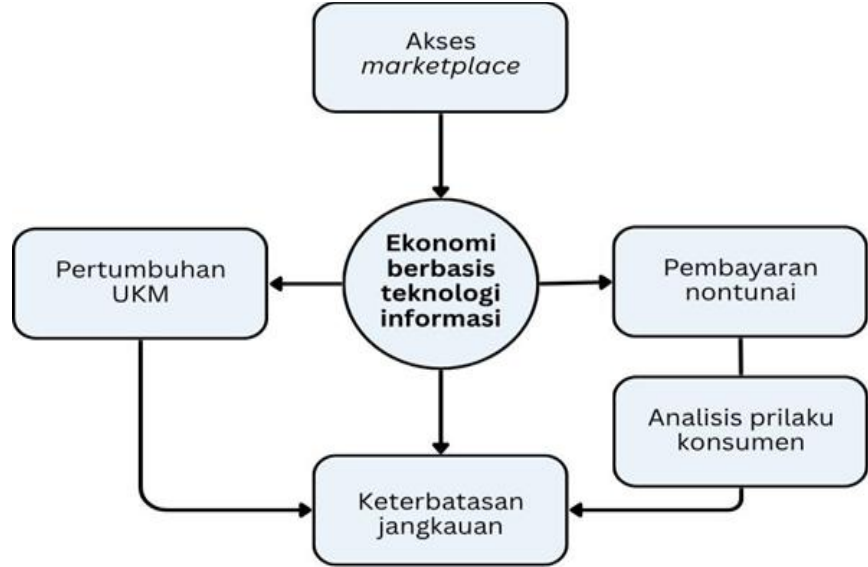 Akses
marketplace
Ekonomi
berbasis
teknologi
informasi
Pertumbuhan
UKM
Pembayaran
nontunai
Analisis prilaku
konsumen
Keterbatasan
jangkauan